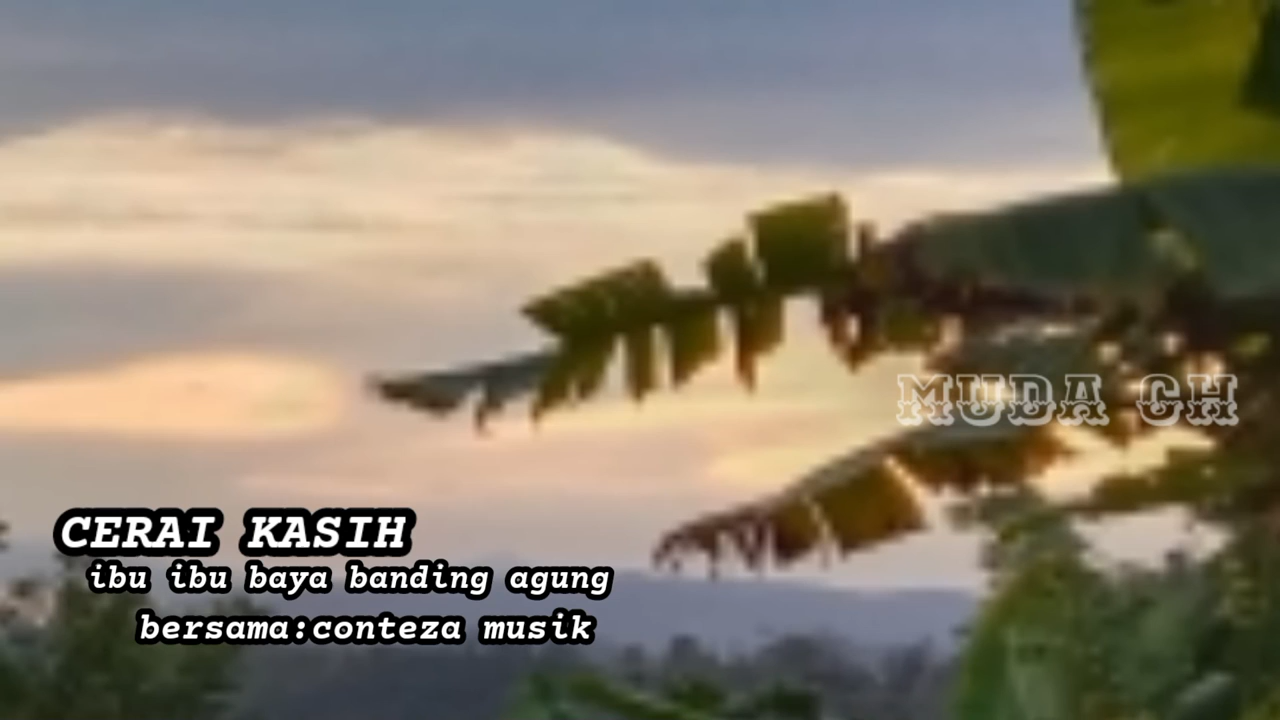 MUDA CH
CERAI KASIH
ibu ibu baya banding agung
bersama:conteza musik